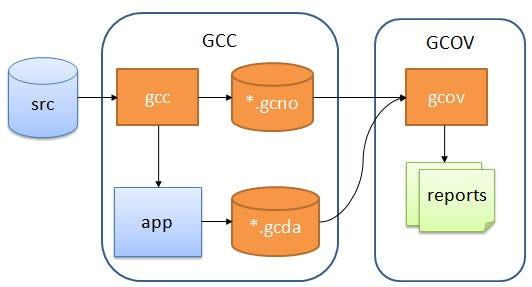 GCC
GCOV
src
gcc
*.gcno
gcov
app
*.gcda
reports